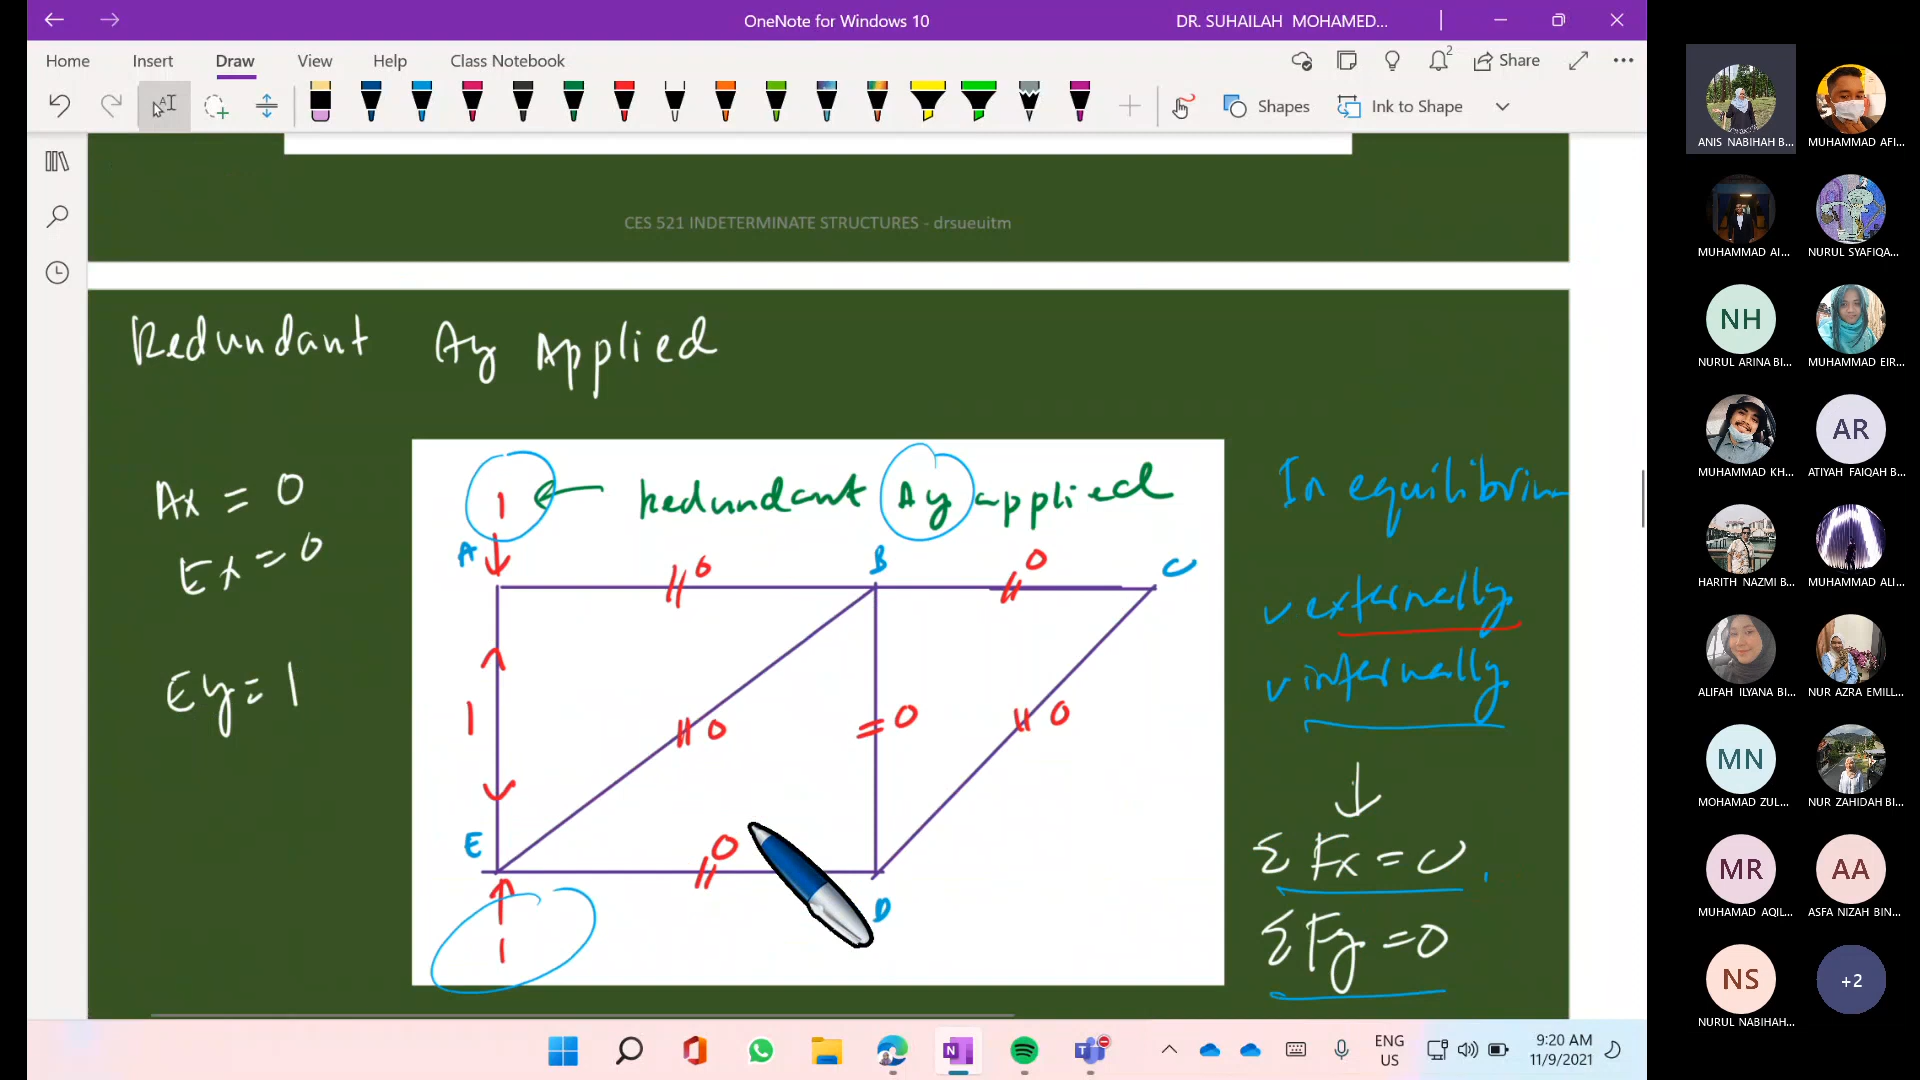 OneNote for Windows 10
DR. SUHAILAH MOHAMED...
Home Insert Draw View Help Class Notebook
2
Share
Shapes
Ink to Shape
CES 521 INDETERMINATE STRUCTURES - drsueuitm
Redundant Ay Applied
Ax = 0
Ex = 0
Ey = 1
1 ← Redundant Ay applied
A
B
C
0
0
1
0
= 0
0
E
0
D
1
In equilibrium
√ externally
√ internally
↓
Σ Fx = 0
Σ Fy = 0
ANIS NABIHAH B...
MUHAMMAD AFI...
MUHAMMAD AI...
NURUL SYAFIQA...
NH
NURUL ARINA BI...
MUHAMMAD EIR...
MUHAMMAD KH...
AR
ATIYAH FAIQAH B...
HARITH NAZMI B...
MUHAMMAD ALI...
ALIFAH ILYANA BI...
NUR AZRA EMILL...
MN
MOHAMAD ZUL...
NUR ZAHIDAH BI...
MR
MUHAMAD AQIL...
AA
ASFA NIZAH BIN...
NS
NURUL NABIHAH...
+2
ENG
US
9:20 AM
11/9/2021